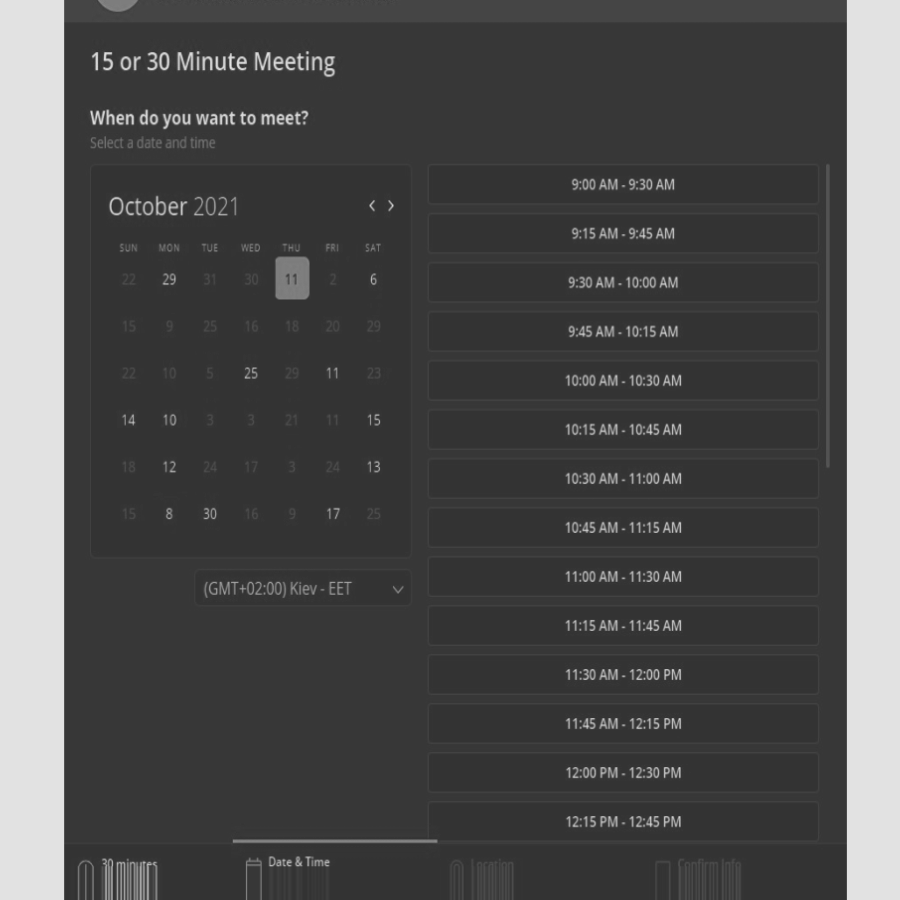 15 or 30 Minute Meeting
When do you want to meet?
Select a date and time
October 2021
SUN MON TUE WED THU FRI SAT
22 29 31 30 11 2 6
15 9 25 16 18 20 29
22 10 5 25 29 11 23
14 10 3 3 21 11 15
18 12 24 17 3 24 13
15 8 30 16 9 17 25
(GMT+02:00) Kiev - EET
9:00 AM - 9:30 AM
9:15 AM - 9:45 AM
9:30 AM - 10:00 AM
9:45 AM - 10:15 AM
10:00 AM - 10:30 AM
10:15 AM - 10:45 AM
10:30 AM - 11:00 AM
10:45 AM - 11:15 AM
11:00 AM - 11:30 AM
11:15 AM - 11:45 AM
11:30 AM - 12:00 PM
11:45 AM - 12:15 PM
12:00 PM - 12:30 PM
12:15 PM - 12:45 PM
30 minutes Date & Time Location Confirm Info